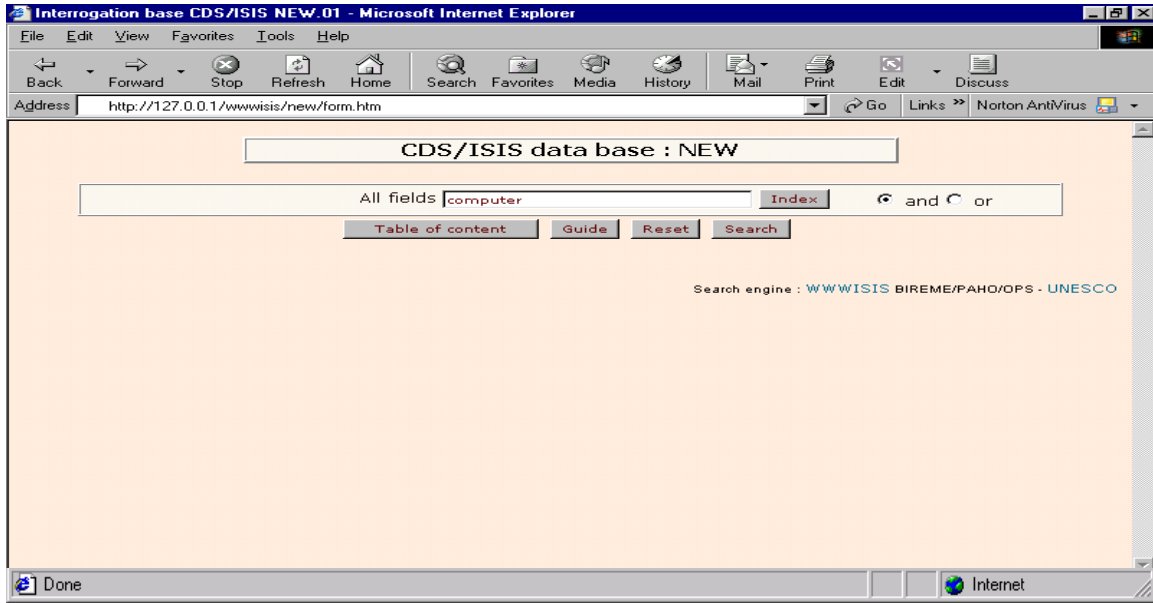 Interrogation base CDS/ISIS NEW.01 - Microsoft Internet Explorer
File Edit View Favorites Tools Help
Back Forward Stop Refresh Home Search Favorites Media History Mail Print Edit Discuss
Address http://127.0.0.1/wwwisis/new/form.htm Go Links » Norton AntiVirus
CDS/ISIS data base : NEW
All fields computer Index and or
Table of content Guide Reset Search
Search engine : WWWISIS BIREME/PAHO/OPS - UNESCO
Done Internet